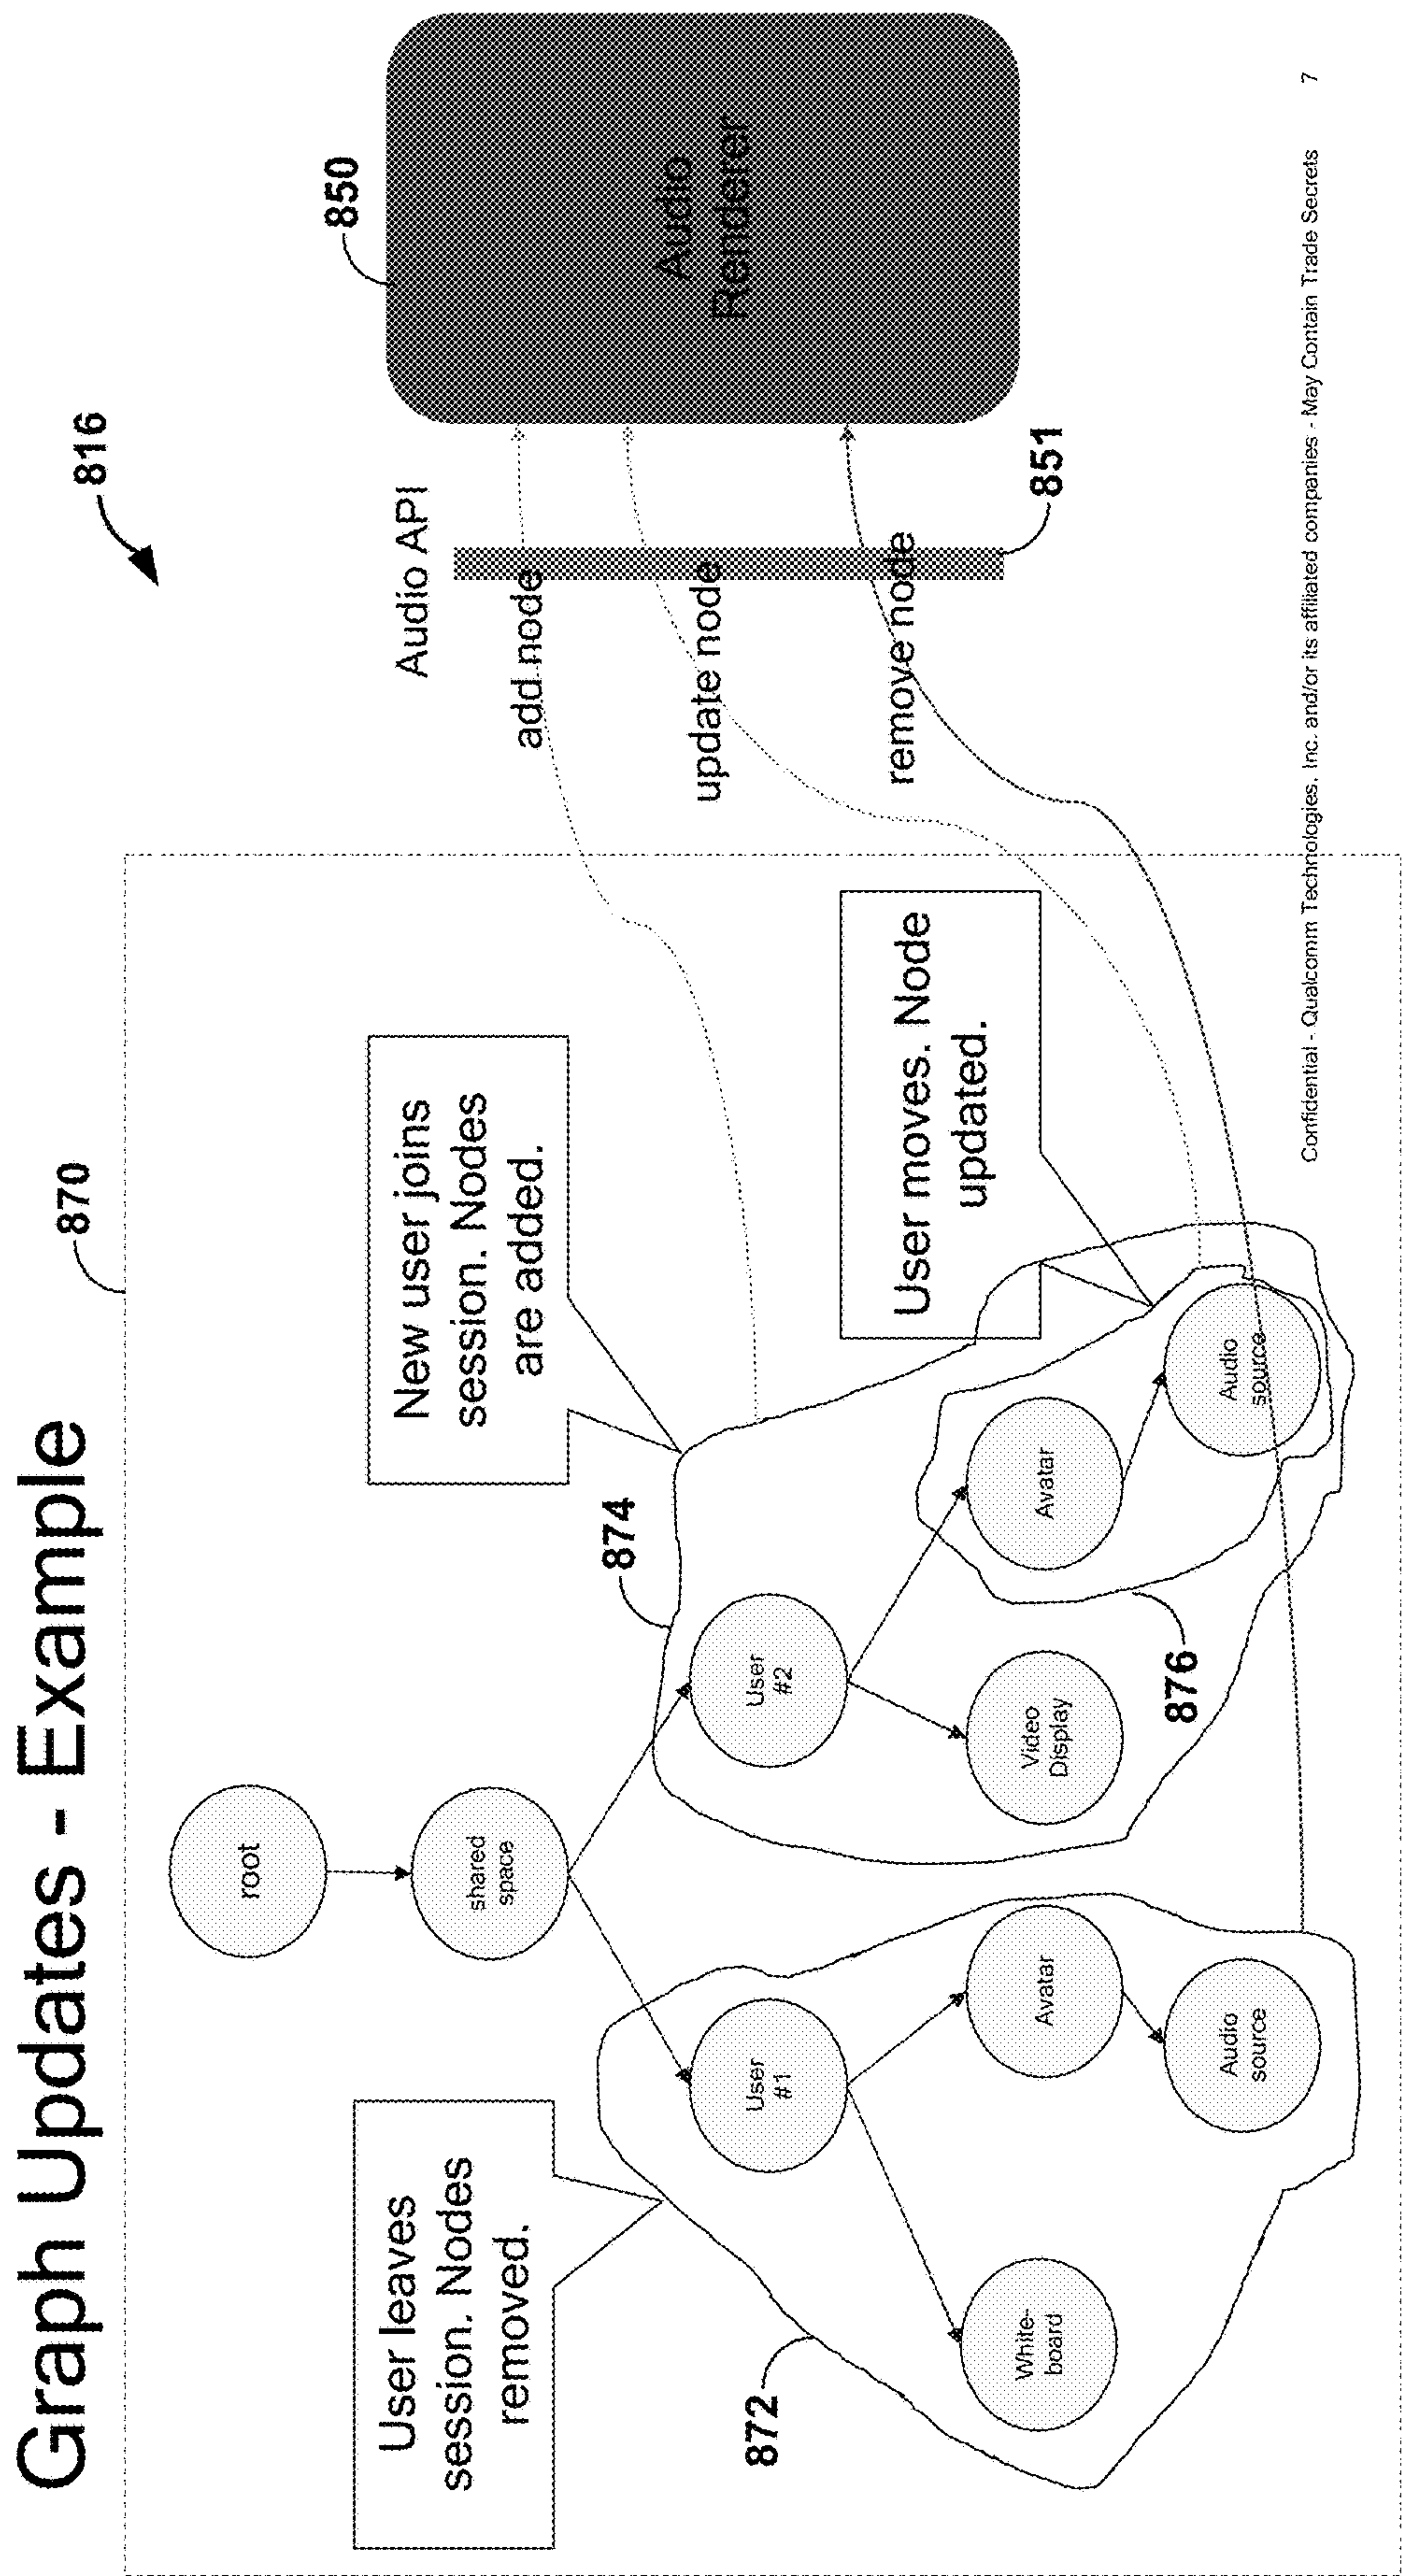 Graph Updates - Example
816
870
850
Audio API
851
Audio
Renderer
add node
update node
remove node
root
shared
space
User leaves
session. Nodes
removed.
New user joins
session. Nodes
are added.
User moves. Node
updated.
872
874
876
User
#1
User
#2
White-
board
Avatar
Audio
source
Video
Display
Avatar
Audio
source
Confidential - Qualcomm Technologies, Inc. and/or its affiliated companies - May Contain Trade Secrets
7